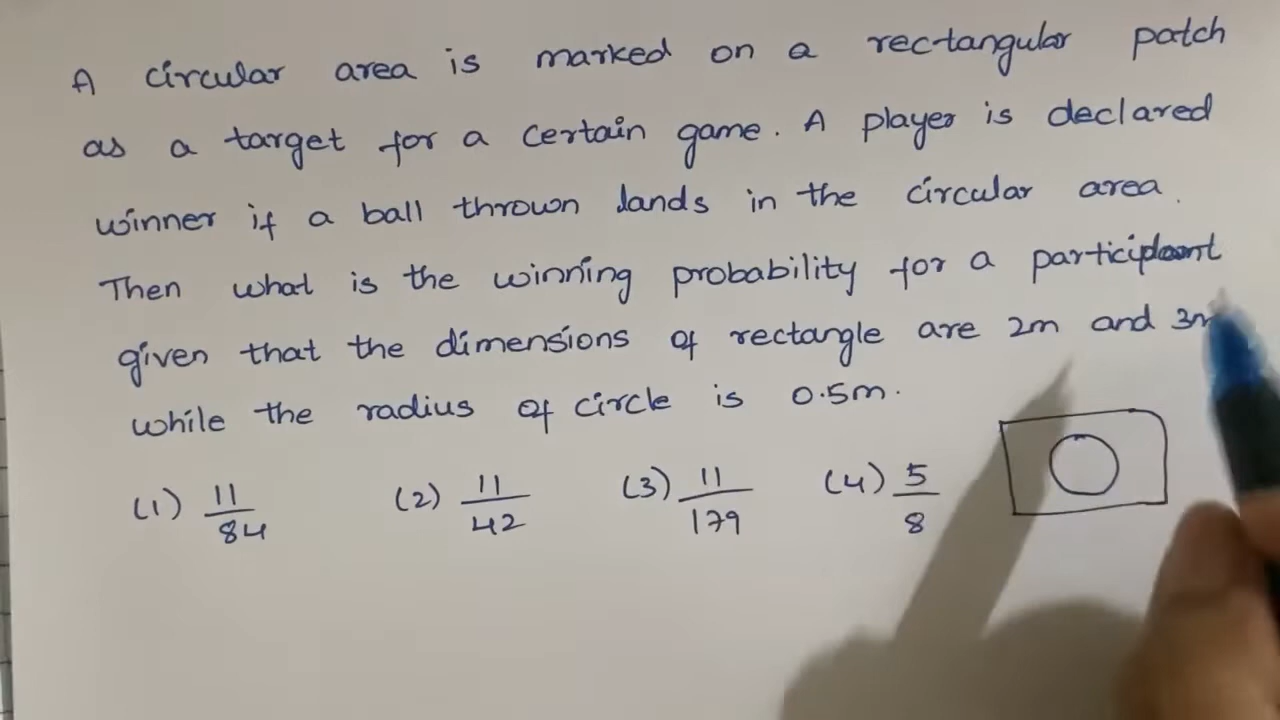 A circular area is marked on a rectangular patch
as a target for a certain game. A player is declared
winner if a ball thrown lands in the circular area.
Then what is the winning probability for a participant
given that the dimensions of rectangle are 2m and 3m
while the radius of circle is 0.5m.
(1) 11/84 (2) 11/42 (3) 11/179 (4) 5/8